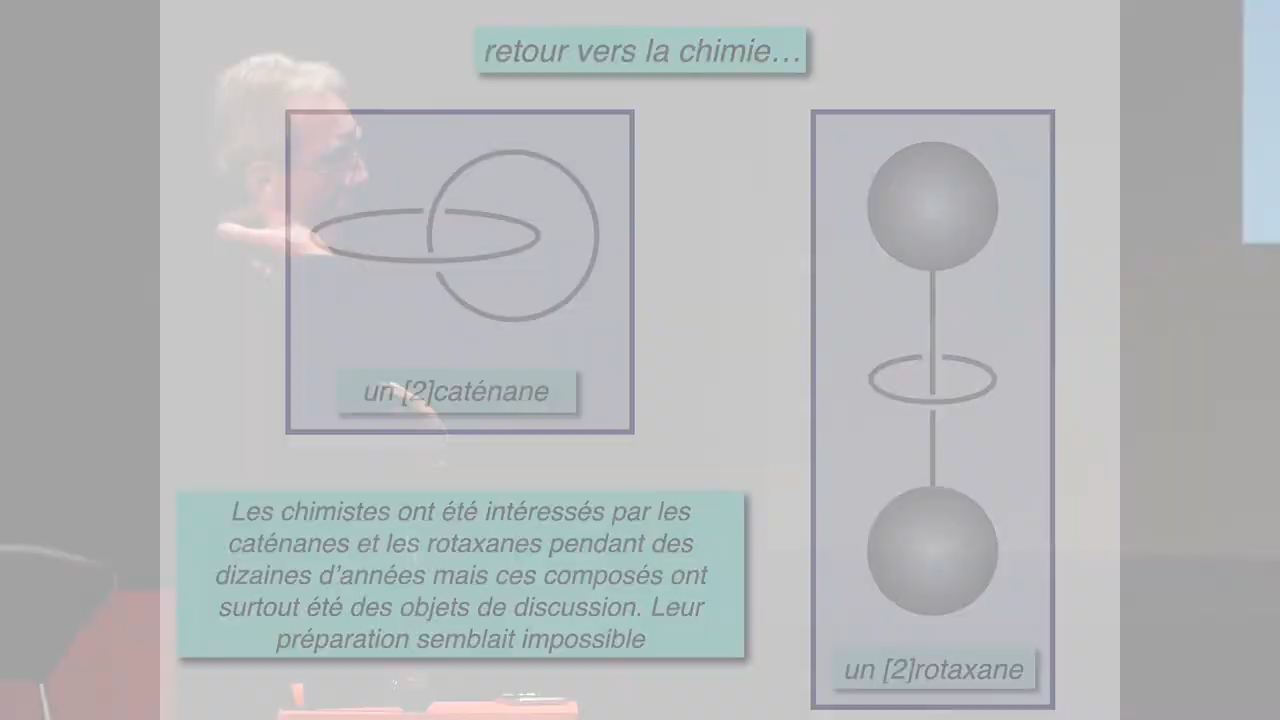 retour vers la chimie…
un [2]caténane
Les chimistes ont été intéressés par les
caténanes et les rotaxanes pendant des
dizaines d’années mais ces composés ont
surtout été des objets de discussion. Leur
préparation semblait impossible
un [2]rotaxane